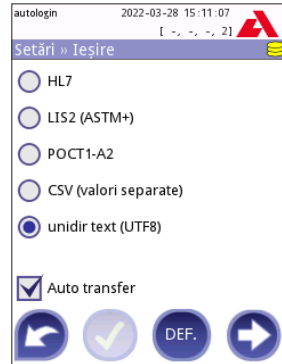 autologin 2022-03-28 15:11:07
[ -, -, -, 2]
Setări » Ieșire
HL7
LIS2 (ASTM+)
POCT1-A2
CSV (valori separate)
unidir text (UTF8)
Auto transfer
DEF.